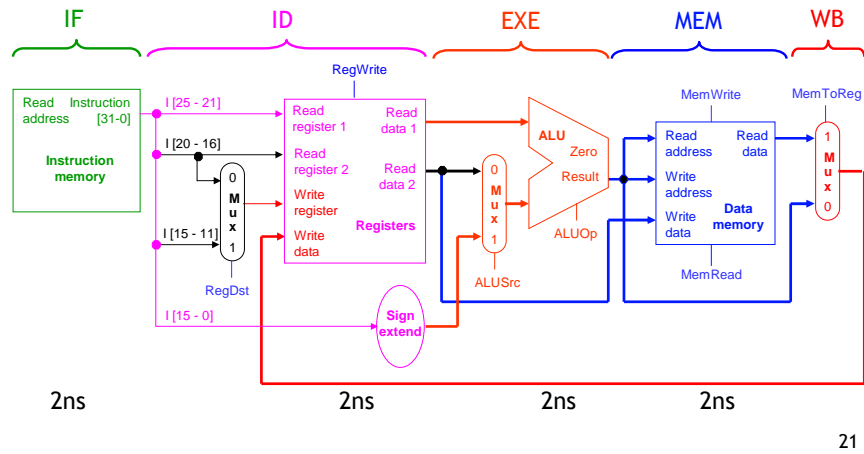 IF
ID
EXE
MEM
WB
RegWrite
MemWrite
MemToReg
Read Instruction
address [31-0]
Instruction
memory
I [25 - 21]
I [20 - 16]
I [15 - 11]
I [15 - 0]
0
M
u
x
1
RegDst
Read
register 1
Read
register 2
Write
register
Write
data
Read
data 1
Read
data 2
Registers
Sign
extend
0
M
u
x
1
ALUSrc
ALU
Zero
Result
ALUOp
Read
address
Write
address
Write
data
Read
data
Data
memory
MemRead
1
M
u
x
0
2ns
2ns
2ns
2ns
21